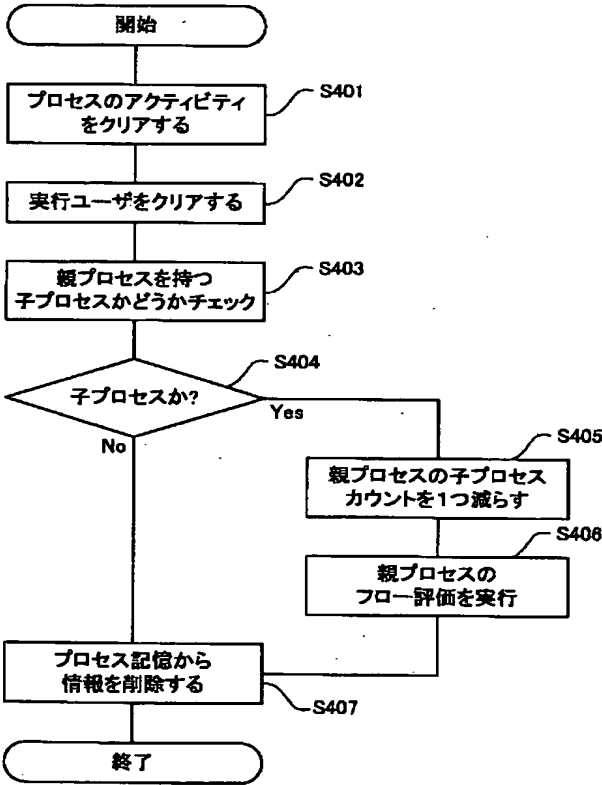 開始
プロセスのアクティビティ
をクリアする
S401
実行ユーザをクリアする
S402
親プロセスを持つ
子プロセスかどうかチェック
S403
子プロセスか?
S404
Yes
No
親プロセスの子プロセス
カウントを1つ減らす
S405
親プロセスの
フロー評価を実行
S406
プロセス記憶から
情報を削除する
S407
終了